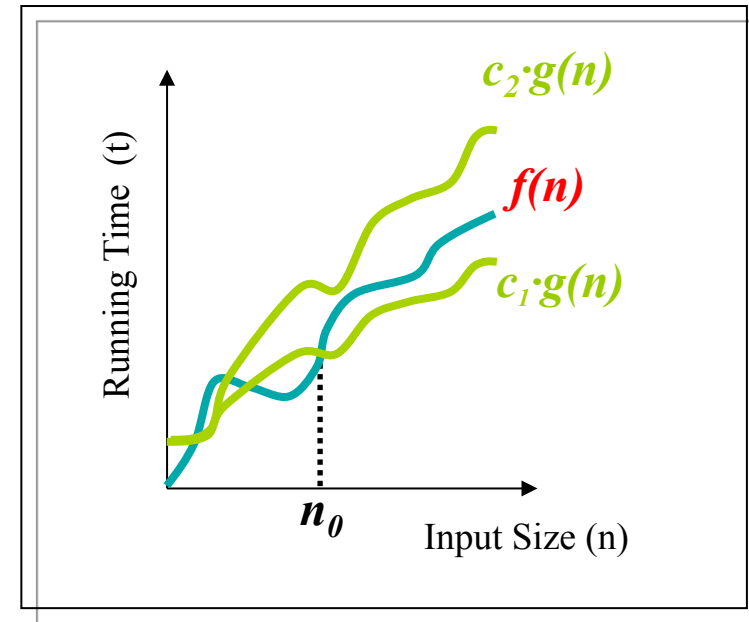 c₂·g(n)
f(n)
c₁·g(n)
Running Time (t)
n₀
Input Size (n)